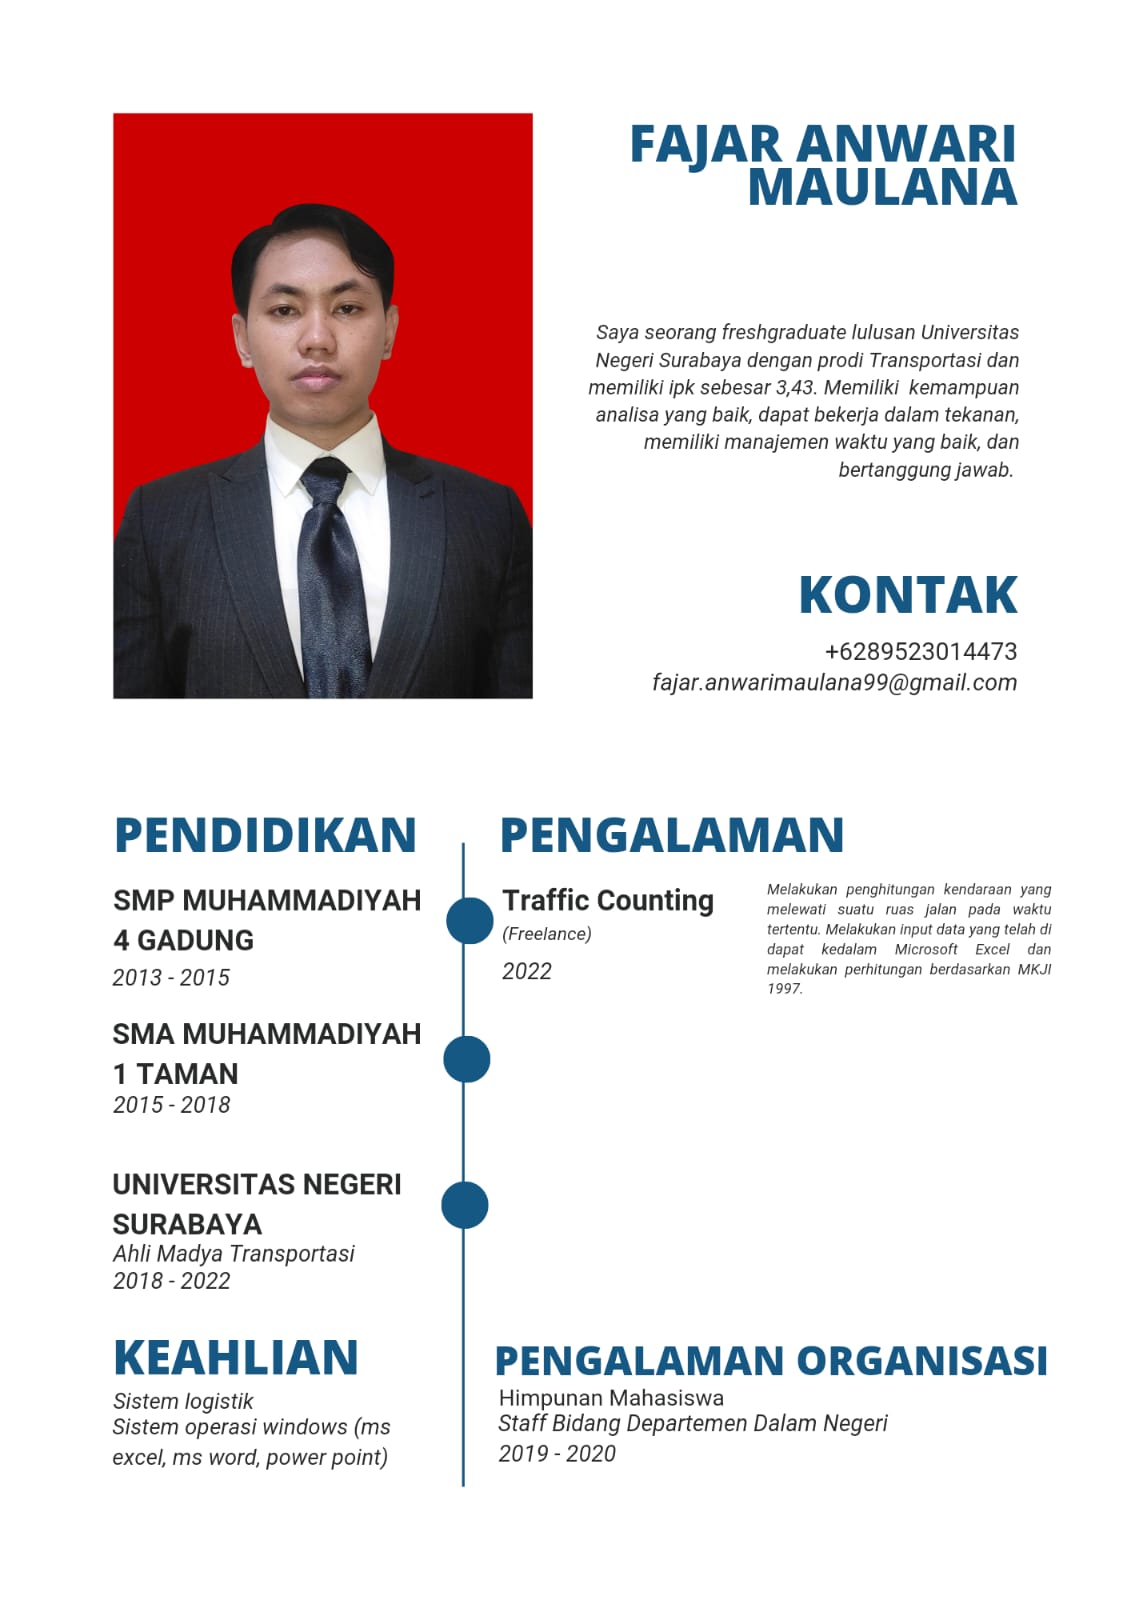 FAJAR ANWARI
MAULANA
Saya seorang freshgraduate lulusan Universitas
Negeri Surabaya dengan prodi Transportasi dan
memiliki ipk sebesar 3,43. Memiliki kemampuan
analisa yang baik, dapat bekerja dalam tekanan,
memiliki manajemen waktu yang baik, dan
bertanggung jawab.
KONTAK
+6289523014473
fajar.anwarimaulana99@gmail.com
PENDIDIKAN
SMP MUHAMMADIYAH
4 GADUNG
2013 - 2015
SMA MUHAMMADIYAH
1 TAMAN
2015 - 2018
UNIVERSITAS NEGERI
SURABAYA
Ahli Madya Transportasi
2018 - 2022
PENGALAMAN
Traffic Counting
(Freelance)
2022
Melakukan penghitungan kendaraan yang
melewati suatu ruas jalan pada waktu
tertentu. Melakukan input data yang telah di
dapat kedalam Microsoft Excel dan
melakukan perhitungan berdasarkan MKJI
1997.
KEAHLIAN
Sistem logistik
Sistem operasi windows (ms
excel, ms word, power point)
PENGALAMAN ORGANISASI
Himpunan Mahasiswa
Staff Bidang Departemen Dalam Negeri
2019 - 2020